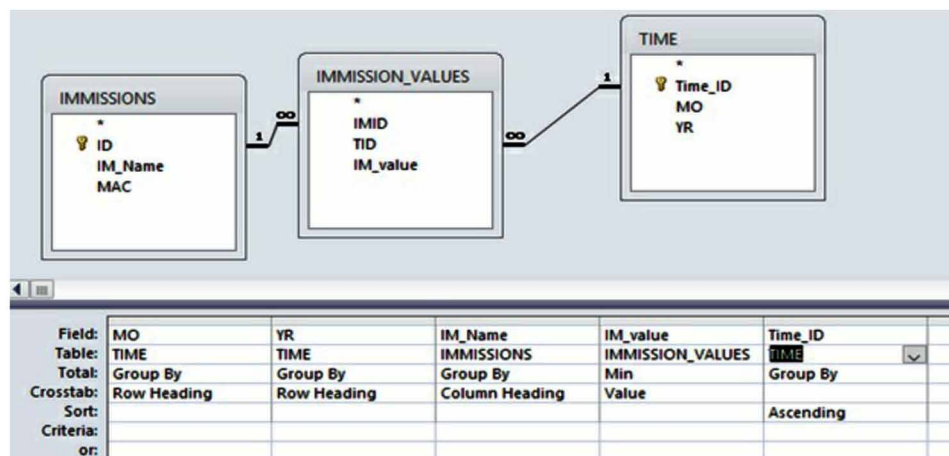 IMMISSIONS
*
ID
IM_Name
MAC
1
∞
IMMISSION_VALUES
*
IMID
TID
IM_value
∞
1
TIME
*
Time_ID
MO
YR
Field: MO YR IM_Name IM_value Time_ID
Table: TIME TIME IMMISSIONS IMMISSION_VALUES TIME
Total: Group By Group By Group By Min Group By
Crosstab: Row Heading Row Heading Column Heading Value
Sort: Ascending
Criteria:
or: